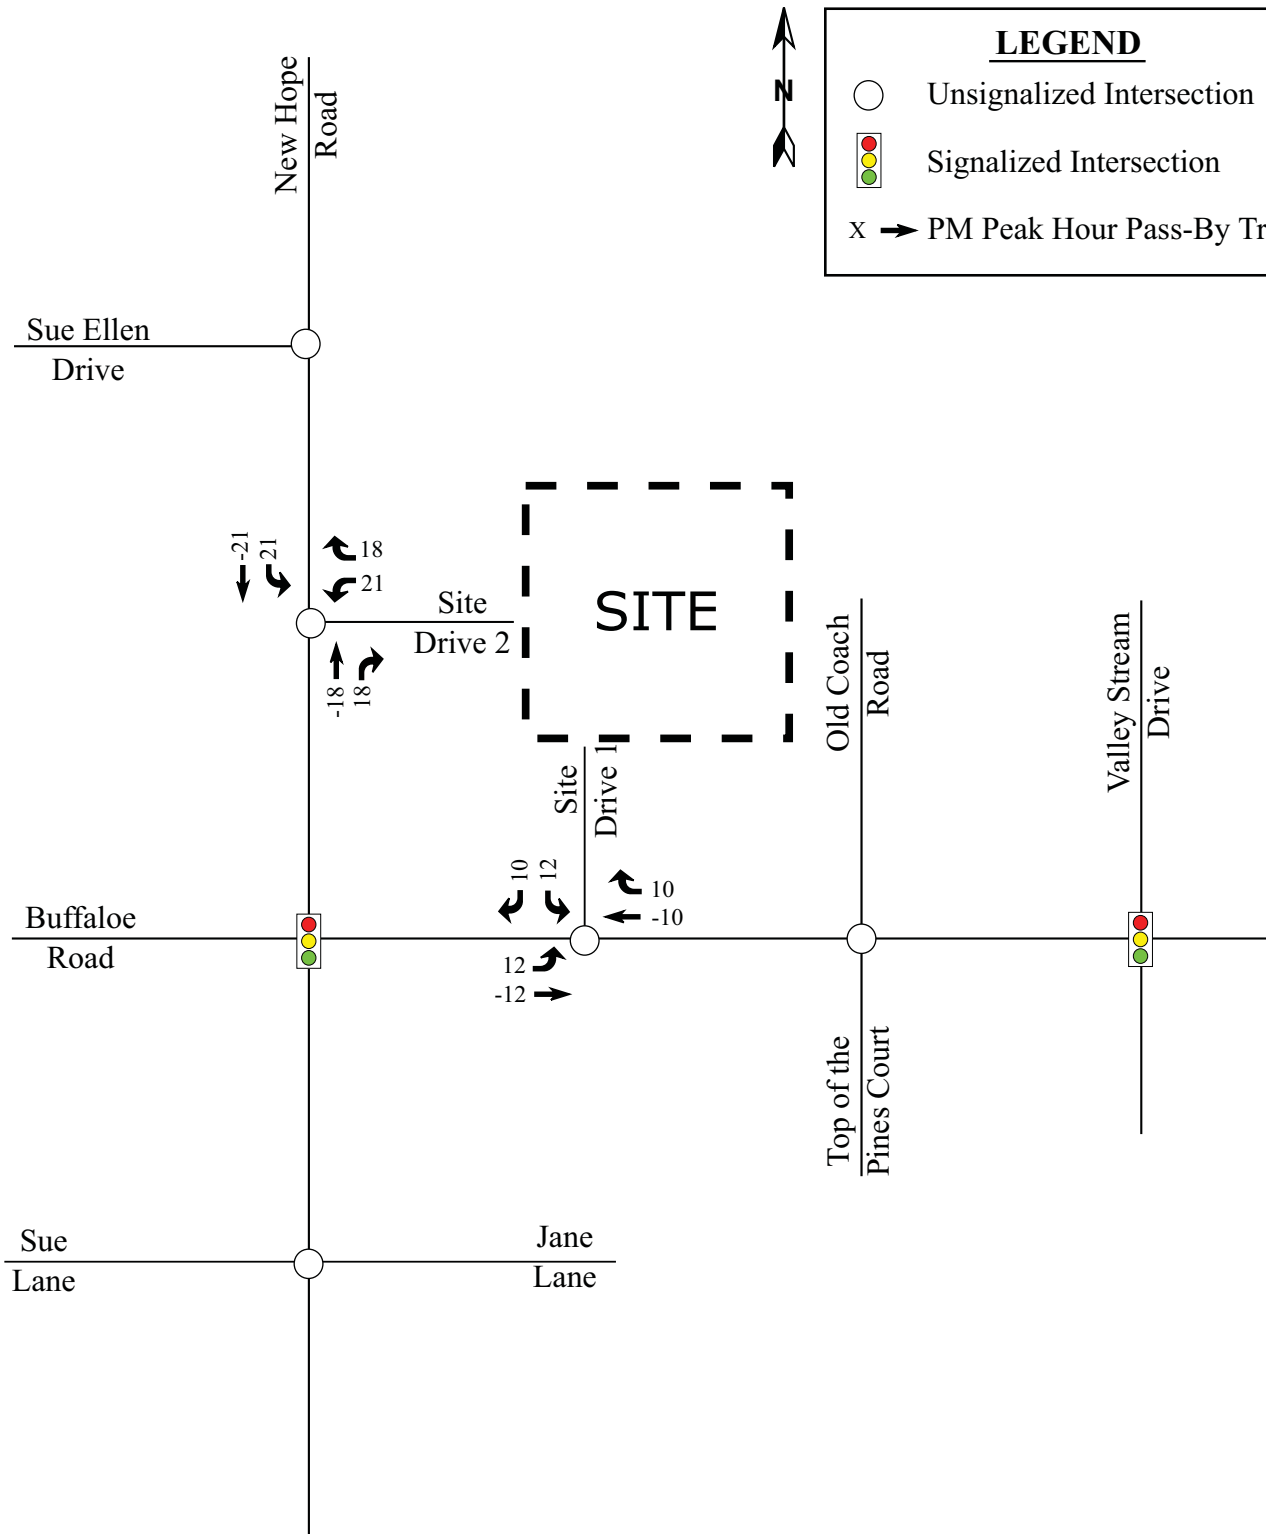 LEGEND
Unsignalized Intersection
Signalized Intersection
X PM Peak Hour Pass-By Tr
N
New Hope
Road
Sue Ellen
Drive
-21
21
18
21
Site
Drive 2
-18
18
SITE
Old Coach
Road
Valley Stream
Drive
Site
Drive 1
10
12
10
-10
Buffaloe
Road
12
-12
Top of the
Pines Court
Sue
Lane
Jane
Lane